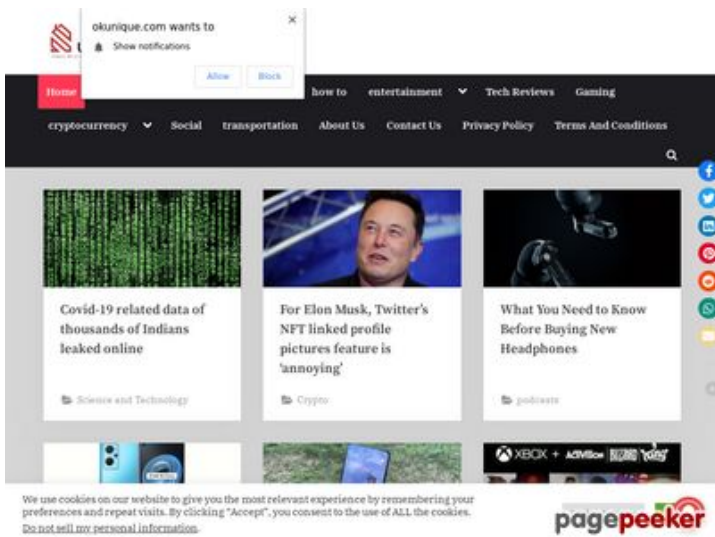 okunique.com wants to
Show notifications
Allow Block
Home how to entertainment Tech Reviews Gaming
cryptocurrency Social transportation About Us Contact Us Privacy Policy Terms And Conditions
Covid-19 related data of
thousands of Indians
leaked online
Science and Technology
For Elon Musk, Twitter's
NFT linked profile
pictures feature is
'annoying'
Crypto
What You Need to Know
Before Buying New
Headphones
podcasts
XBOX + ACTIVISION BLIZZARD King
We use cookies on our website to give you the most relevant experience by remembering your
preferences and repeat visits. By clicking "Accept", you consent to the use of ALL the cookies.
Do not sell my personal information.
pagepeeker